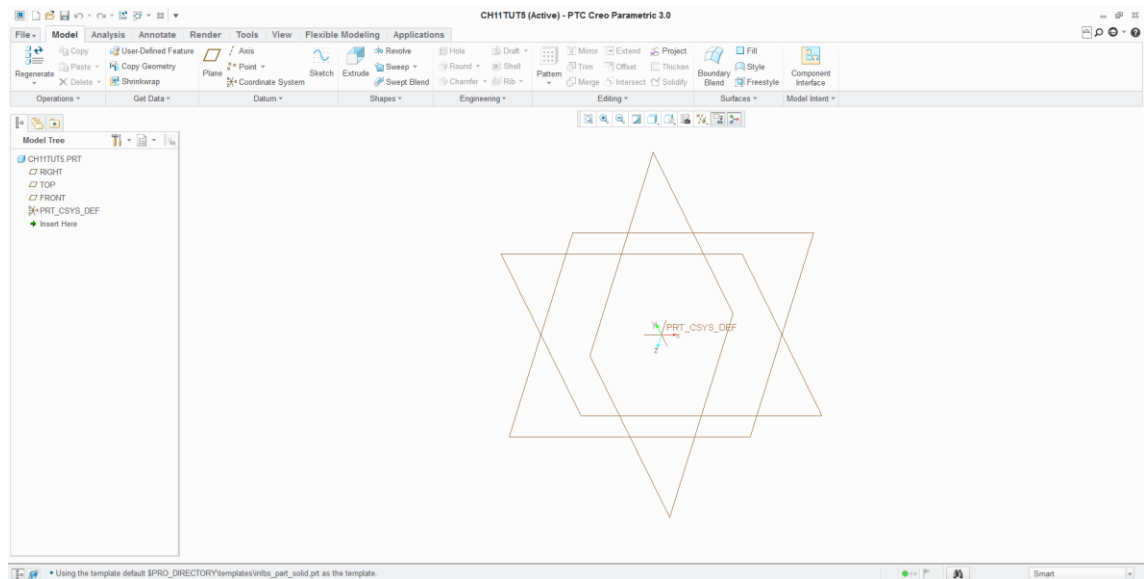 CH11TUT5 (Active) - PTC Creo Parametric 3.0
File Model Analysis Annotate Render Tools View Flexible Modeling Applications
Regenerate
Copy
Paste
Delete
Operations
User-Defined Feature
Copy Geometry
Shrinkwrap
Get Data
Plane
Axis
Point
Coordinate System
Sketch
Datum
Extrude
Revolve
Sweep
Swept Blend
Shapes
Hole
Round
Chamfer
Draft
Shell
Rib
Engineering
Pattern
Mirror
Trim
Merge
Extend
Offset
Intersect
Project
Thicken
Solidify
Editing
Boundary
Blend
Fill
Style
Freestyle
Surfaces
Component
Interface
Model Intent
Model Tree
CH11TUT5.PRT
RIGHT
TOP
FRONT
PRT_CSYS_DEF
Insert Here
Y PRT_CSYS_DEF
X
Z
• Using the template default $PRO_DIRECTORY\templates\inlbs_part_solid.prt as the template.
Smart